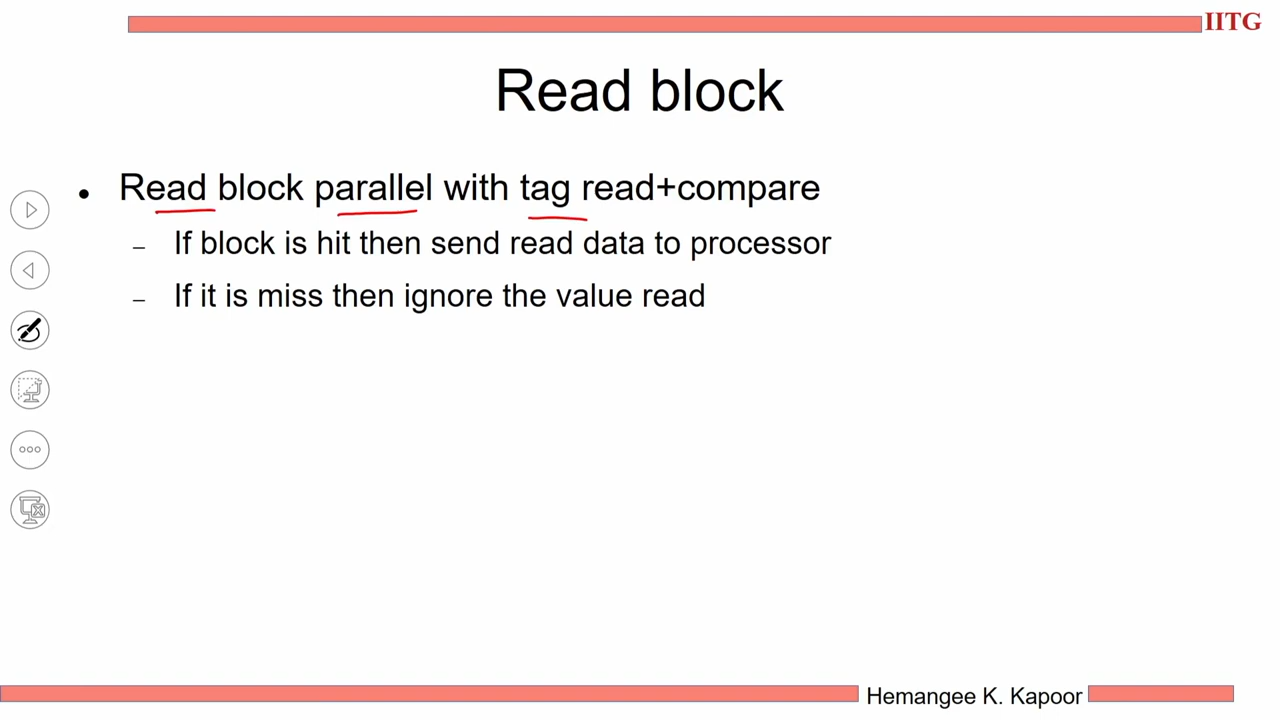 IITG
Read block
• Read block parallel with tag read+compare
– If block is hit then send read data to processor
– If it is miss then ignore the value read
Hemangee K. Kapoor